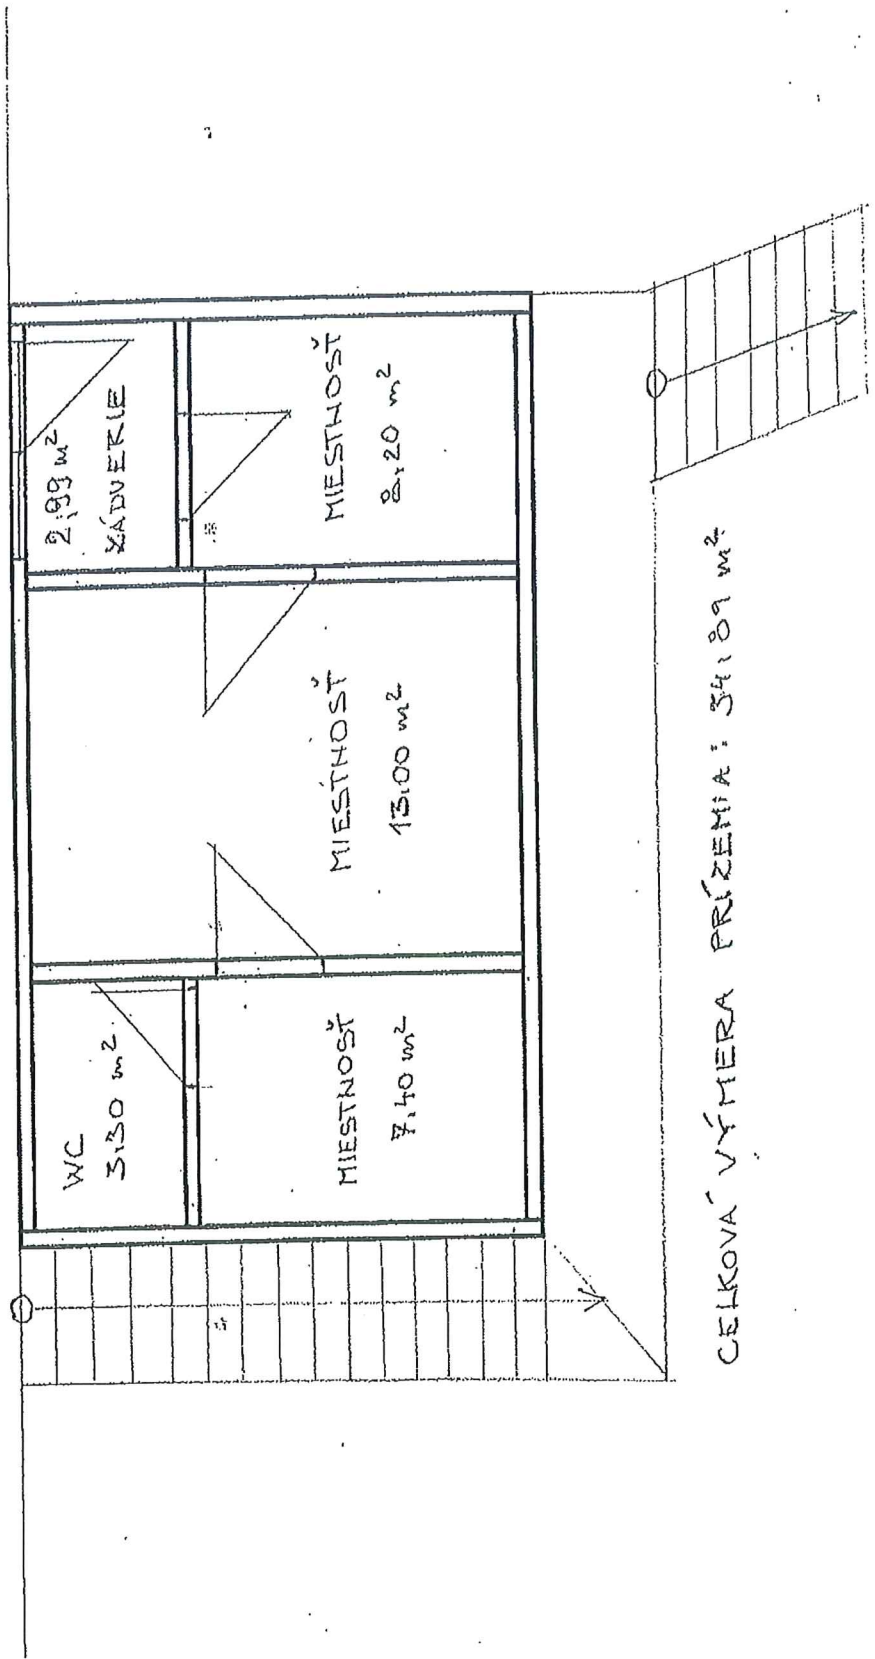 WC
3,30 m²
2,99 m²
ZÁDVERIE
MIESTNOSŤ
7,40 m²
MIESTNOSŤ
13,00 m²
MIESTNOSŤ
8,20 m²
CELKOVÁ VÝMERA PRÍZEMIA: 34,89 m²